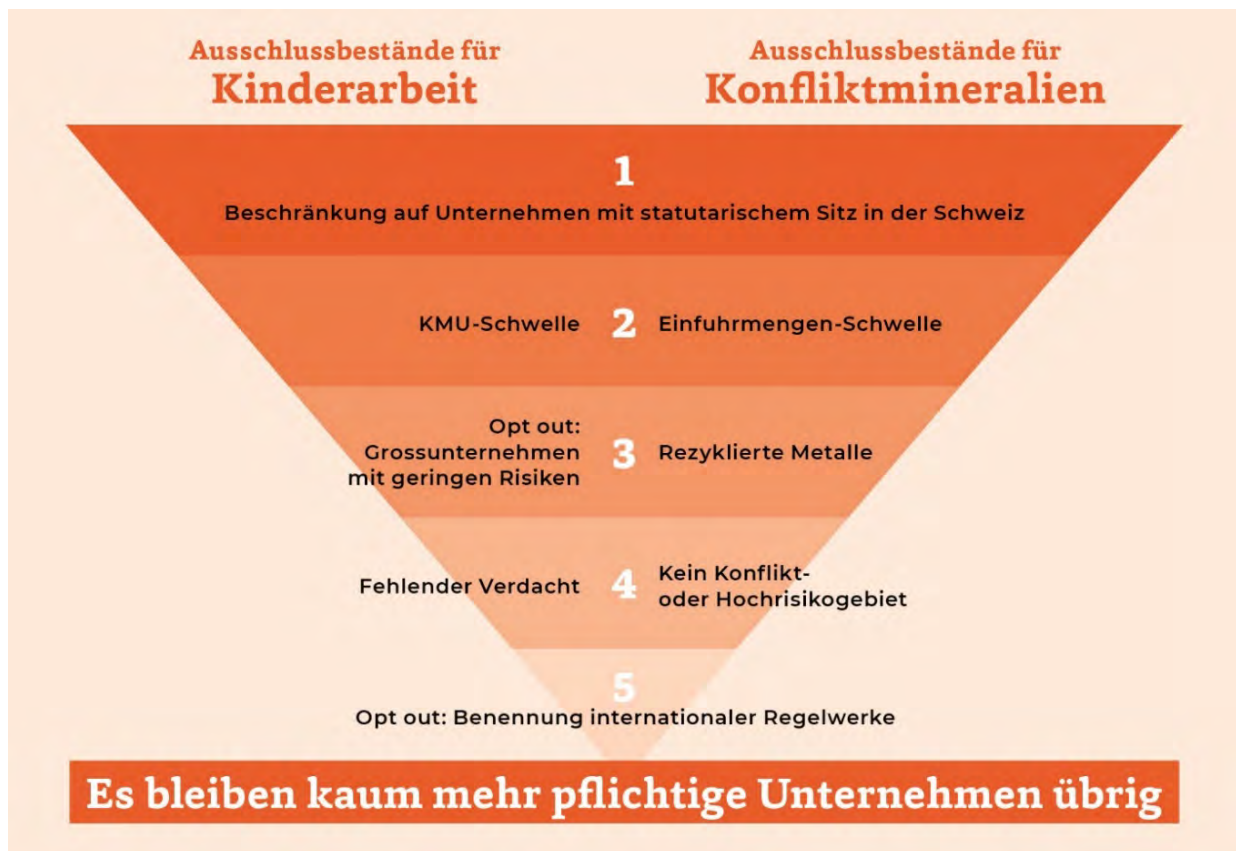 Ausschlussbestände für
Kinderarbeit
Ausschlussbestände für
Konfliktmineralien
1
Beschränkung auf Unternehmen mit statutarischem Sitz in der Schweiz
KMU-Schwelle
2
Einfuhrmengen-Schwelle
Opt out:
Grossunternehmen
mit geringen Risiken
3
Rezyklierte Metalle
Fehlender Verdacht
4
Kein Konflikt-
oder Hochrisikogebiet
5
Opt out: Benennung internationaler Regelwerke
Es bleiben kaum mehr pflichtige Unternehmen übrig